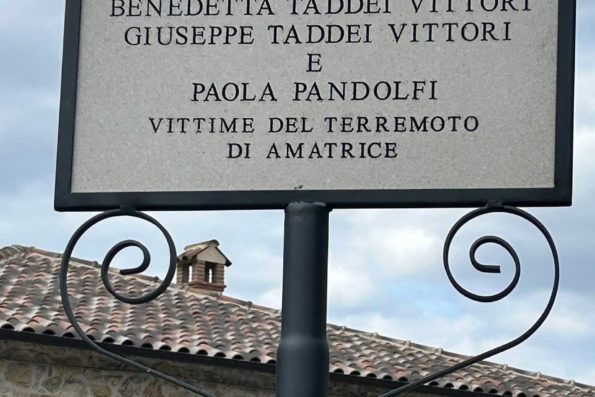 BENEDETTA TADDEI VITTORI
GIUSEPPE TADDEI VITTORI
E
PAOLA PANDOLFI
VITTIME DEL TERREMOTO
DI AMATRICE